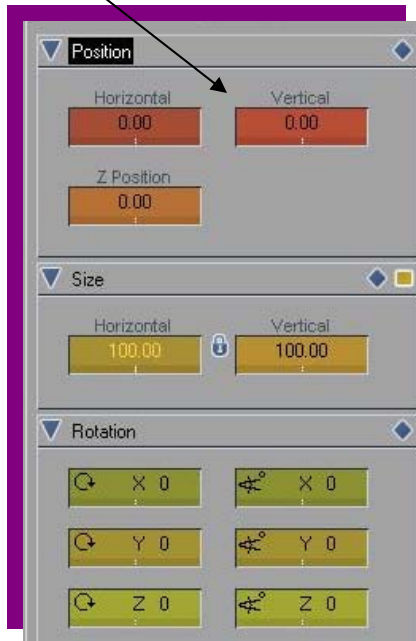 Position
Horizontal Vertical
0.00 0.00
Z Position
0.00
Size
Horizontal Vertical
100.00 100.00
Rotation
X 0 X 0
Y 0 Y 0
Z 0 Z 0